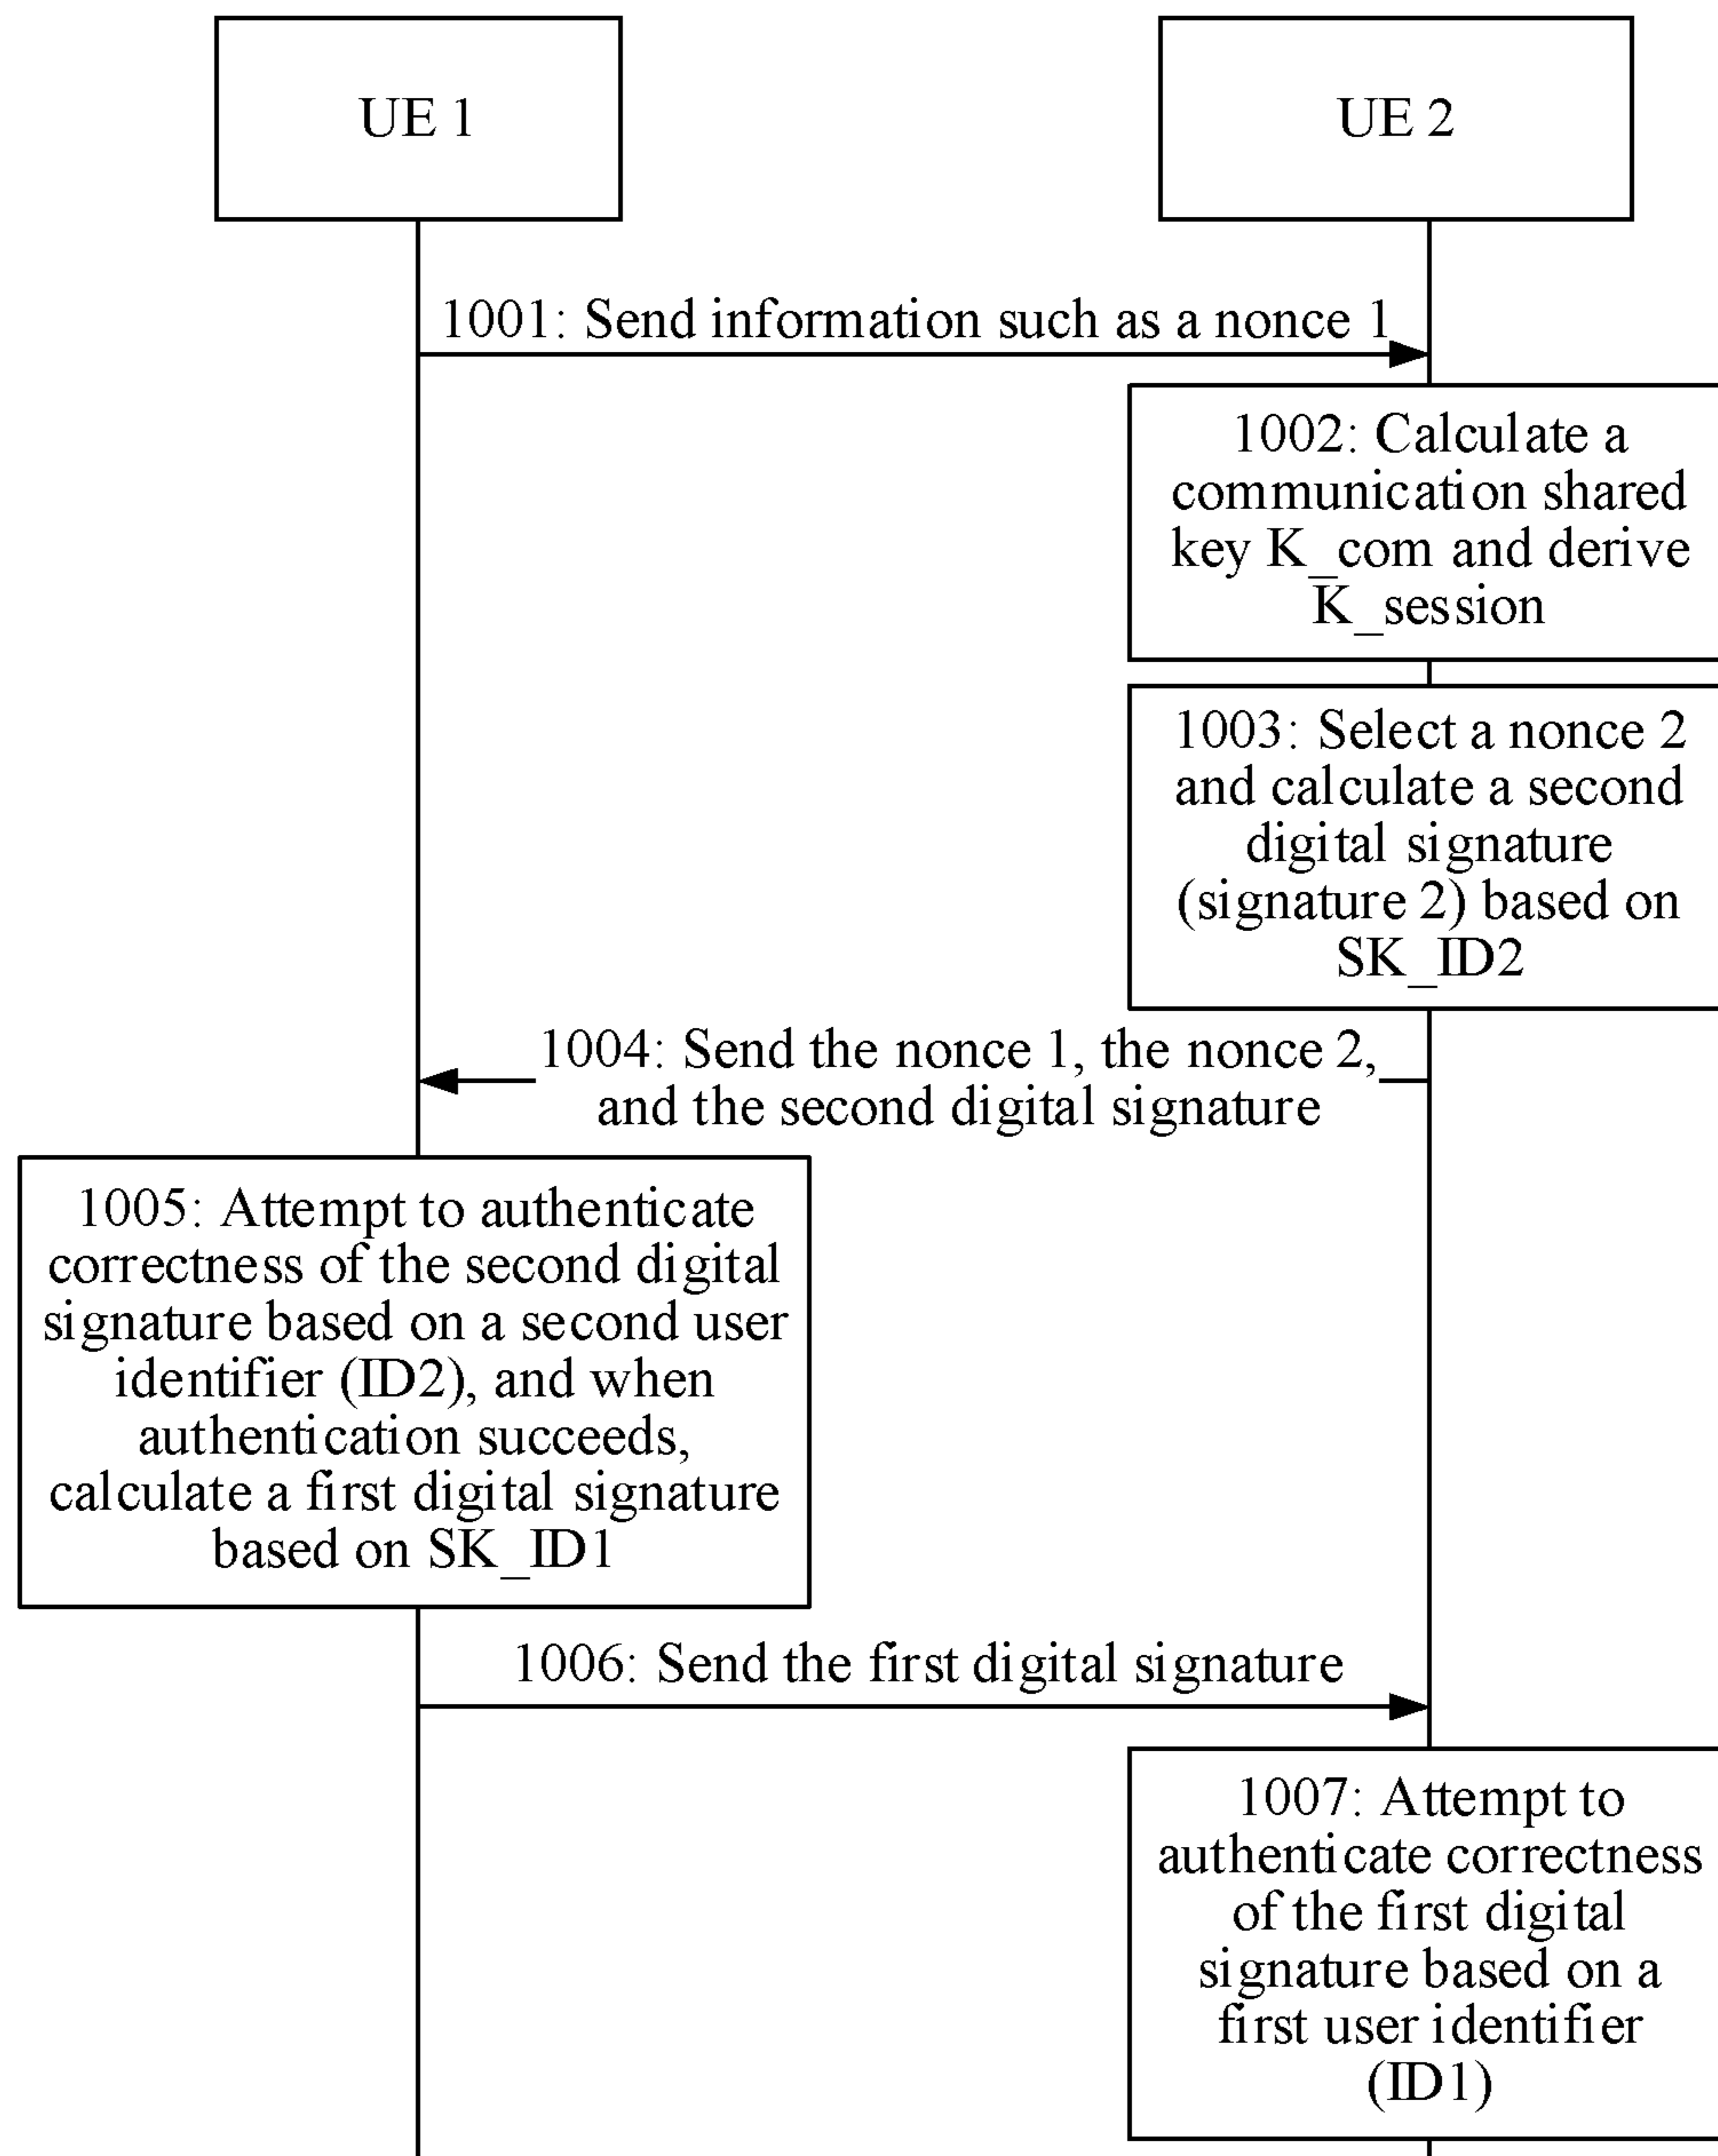 UE 1
UE 2
1001: Send information such as a nonce 1
1002: Calculate a
communication shared
key K_com and derive
K_session
1003: Select a nonce 2
and calculate a second
digital signature
(signature 2) based on
SK_ID2
1004: Send the nonce 1, the nonce 2,
and the second digital signature
1005: Attempt to authenticate
correctness of the second digital
signature based on a second user
identifier (ID2), and when
authentication succeeds,
calculate a first digital signature
based on SK_ID1
1006: Send the first digital signature
1007: Attempt to
authenticate correctness
of the first digital
signature based on a
first user identifier
(ID1)